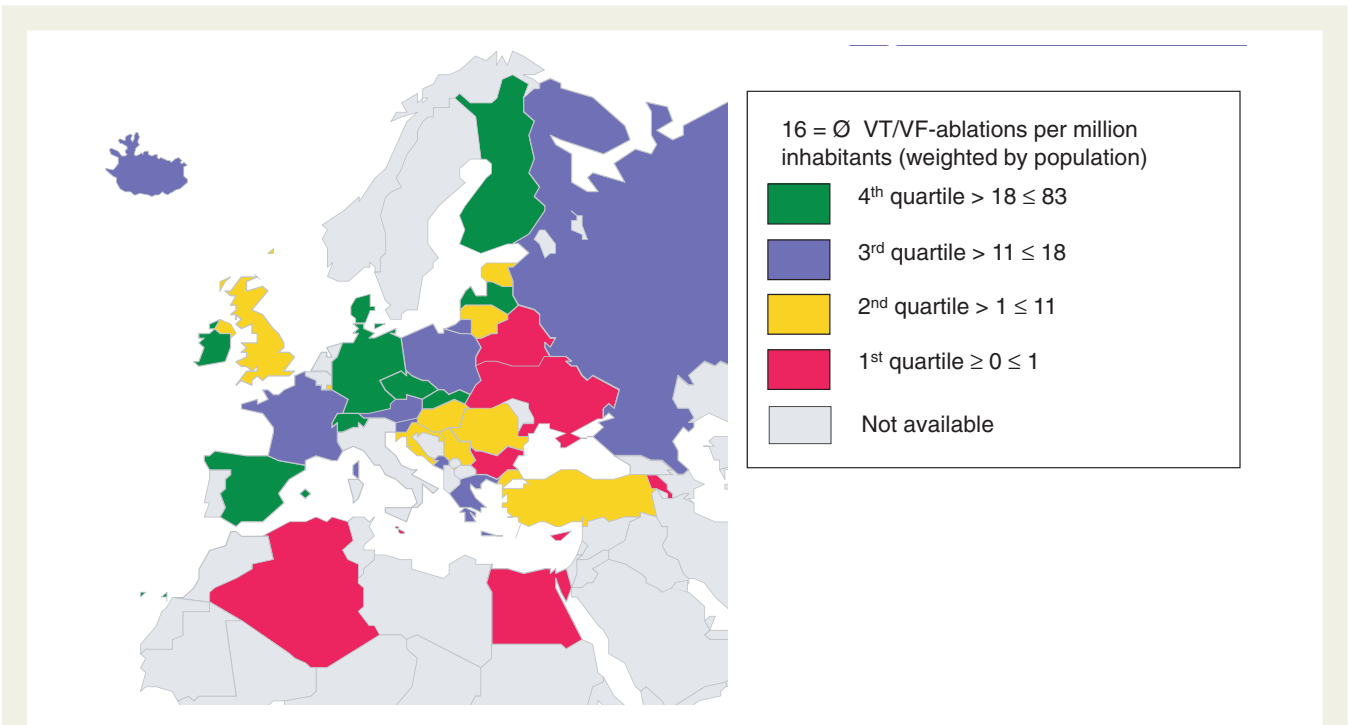 16 = Ø VT/VF-ablations per million
inhabitants (weighted by population)
4th quartile > 18 ≤ 83
3rd quartile > 11 ≤ 18
2nd quartile > 1 ≤ 11
1st quartile ≥ 0 ≤ 1
Not available